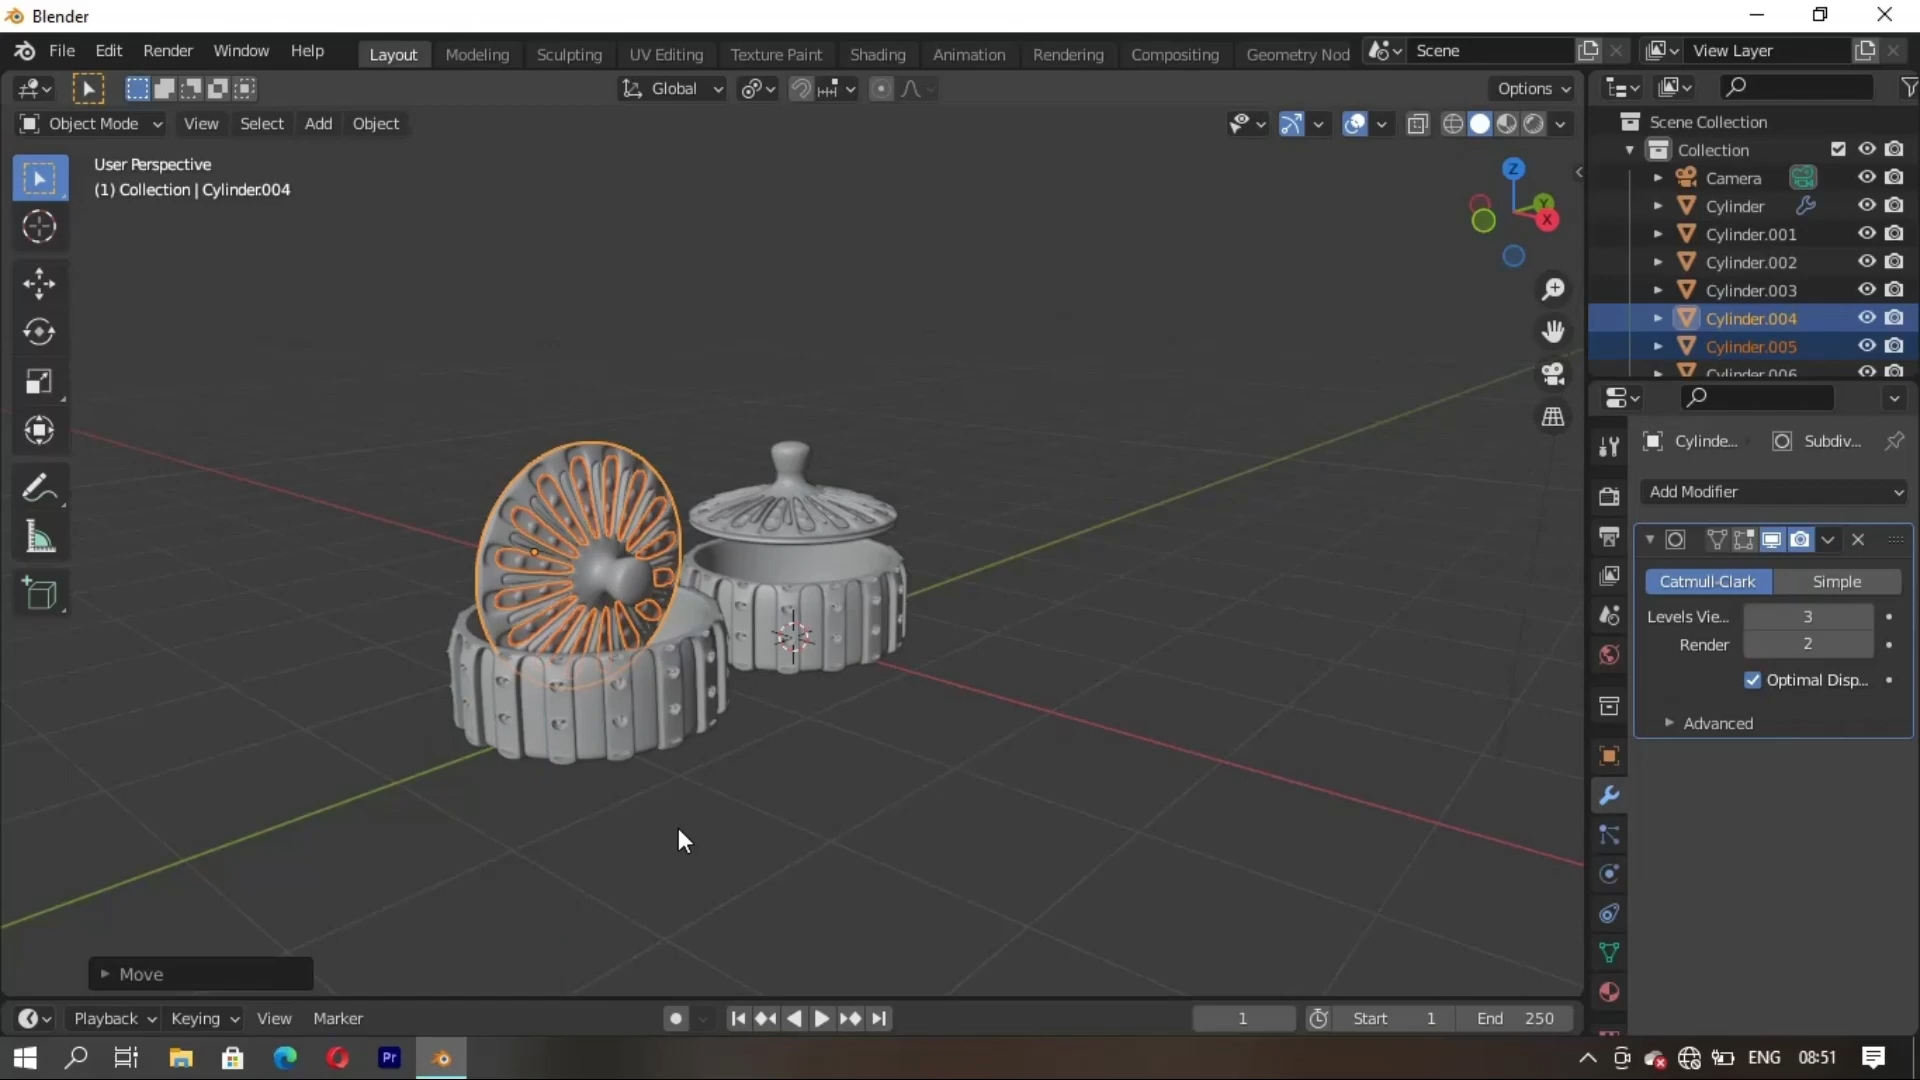 Blender
File Edit Render Window Help Layout Modeling Sculpting UV Editing Texture Paint Shading Animation Rendering Compositing Geometry Nod Scene View Layer
Global Options
Object Mode View Select Add Object
User Perspective
(1) Collection | Cylinder.004
Z
Y
X
Scene Collection
Collection
Camera
Cylinder
Cylinder.001
Cylinder.002
Cylinder.003
Cylinder.004
Cylinder.005
Cylinder.006
Cylinde... Subdiv...
Add Modifier
Catmull-Clark Simple
Levels Vie... 3
Render 2
Optimal Disp...
Advanced
Move
Playback Keying View Marker 1 Start 1 End 250
Pr ENG 08:51